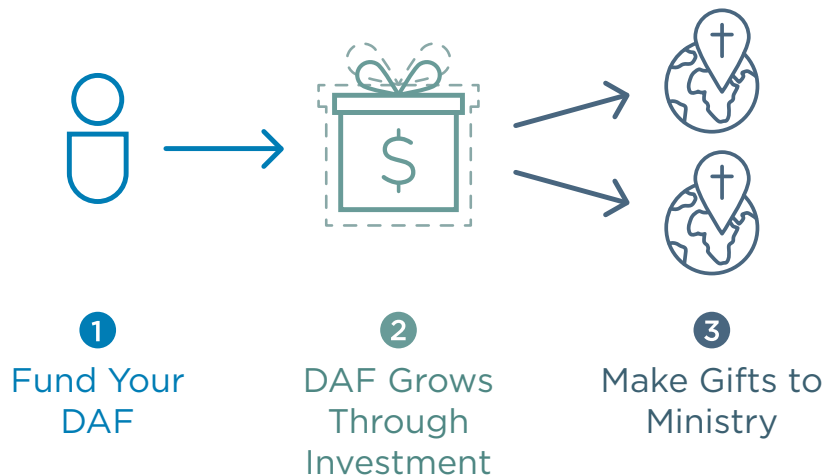 $
1
Fund Your
DAF
2
DAF Grows
Through
Investment
3
Make Gifts to
Ministry